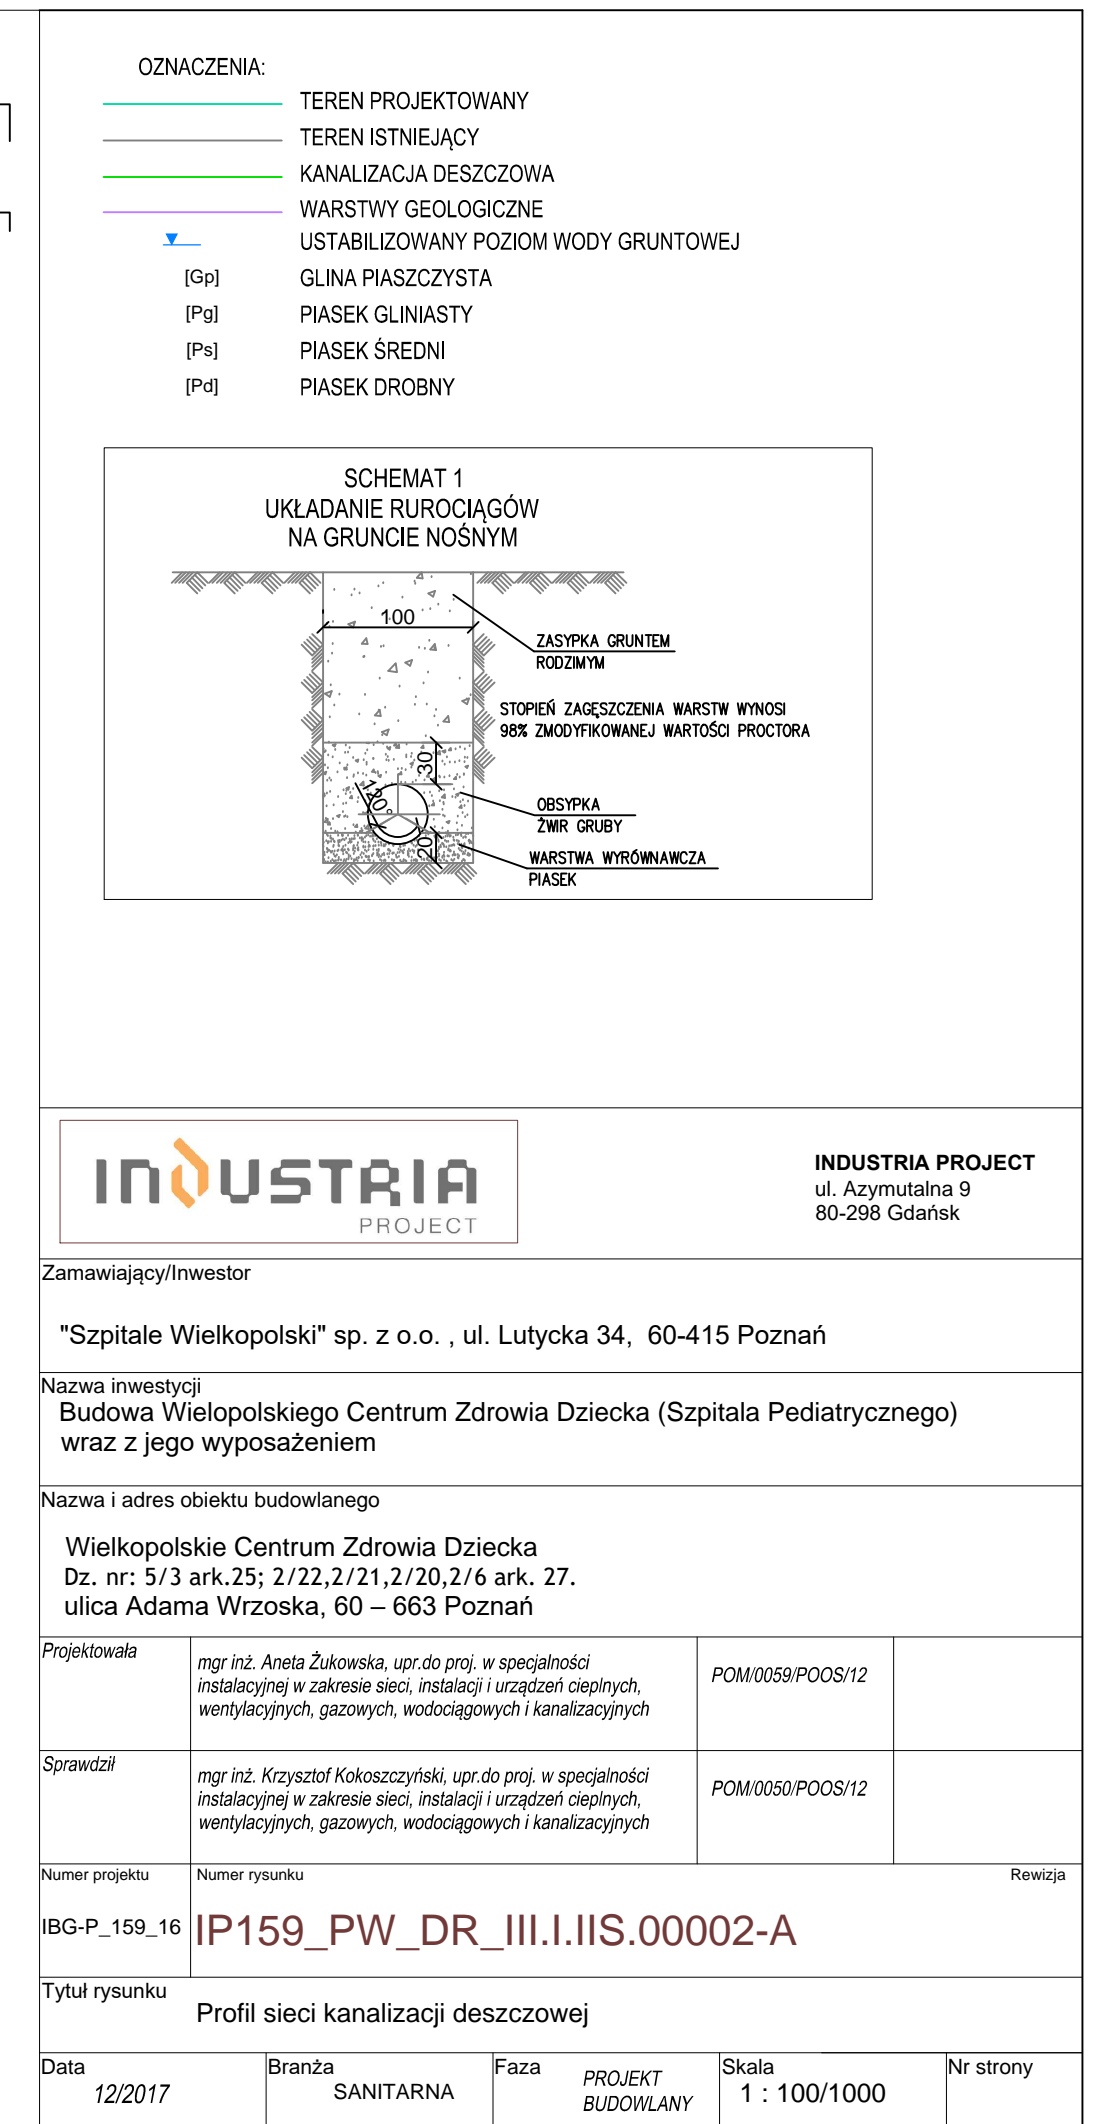 OZNACZENIA:
TEREN PROJEKTOWANY
TEREN ISTNIEJĄCY
KANALIZACJA DESZCZOWA
WARSTWY GEOLOGICZNE
USTABILIZOWANY POZIOM WODY GRUNTOWEJ
[Gp] GLINA PIASZCZYSTA
[Pg] PIASEK GLINIASTY
[Ps] PIASEK ŚREDNI
[Pd] PIASEK DROBNY
SCHEMAT 1
UKŁADANIE RUROCIĄGÓW
NA GRUNCIE NOŚNYM
100
ZASYPKA GRUNTEM
RODZIMYM
STOPIEŃ ZAGĘSZCZENIA WARSTW WYNOSI
98% ZMODYFIKOWANEJ WARTOŚCI PROCTORA
30
120°
OBSYPKA
ŻWIR GRUBY
20
WARSTWA WYRÓWNAWCZA
PIASEK
INDUSTRIA
PROJECT
INDUSTRIA PROJECT
ul. Azymutalna 9
80-298 Gdańsk
Zamawiający/Inwestor
"Szpitale Wielkopolski" sp. z o.o. , ul. Lutycka 34, 60-415 Poznań
Nazwa inwestycji
Budowa Wielopolskiego Centrum Zdrowia Dziecka (Szpitala Pediatrycznego)
wraz z jego wyposażeniem
Nazwa i adres obiektu budowlanego
Wielkopolskie Centrum Zdrowia Dziecka
Dz. nr: 5/3 ark.25; 2/22,2/21,2/20,2/6 ark. 27.
ulica Adama Wrzoska, 60 – 663 Poznań
Projektowała
mgr inż. Aneta Żukowska, upr.do proj. w specjalności
instalacyjnej w zakresie sieci, instalacji i urządzeń cieplnych,
wentylacyjnych, gazowych, wodociągowych i kanalizacyjnych
POM/0059/POOS/12
Sprawdził
mgr inż. Krzysztof Kokoszczyński, upr.do proj. w specjalności
instalacyjnej w zakresie sieci, instalacji i urządzeń cieplnych,
wentylacyjnych, gazowych, wodociągowych i kanalizacyjnych
POM/0050/POOS/12
Numer projektu
IBG-P_159_16
Numer rysunku
Rewizja
IP159_PW_DR_III.I.IIS.00002-A
Tytuł rysunku
Profil sieci kanalizacji deszczowej
Data
12/2017
Branża
SANITARNA
Faza
PROJEKT
BUDOWLANY
Skala
1 : 100/1000
Nr strony